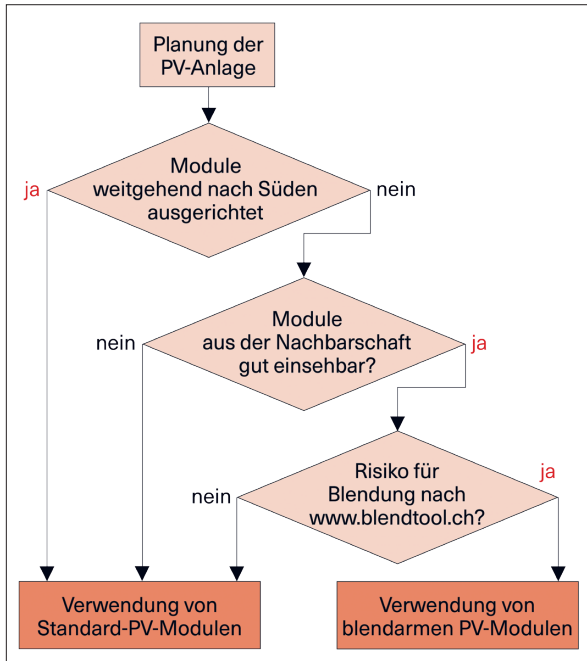 Planung der
PV-Anlage
Module
weitgehend nach Süden
ausgerichtet
ja
nein
Module
aus der Nachbarschaft
gut einsehbar?
nein
ja
Risiko für
Blendung nach
www.blendtool.ch?
nein
ja
Verwendung von
Standard-PV-Modulen
Verwendung von
blendarmen PV-Modulen